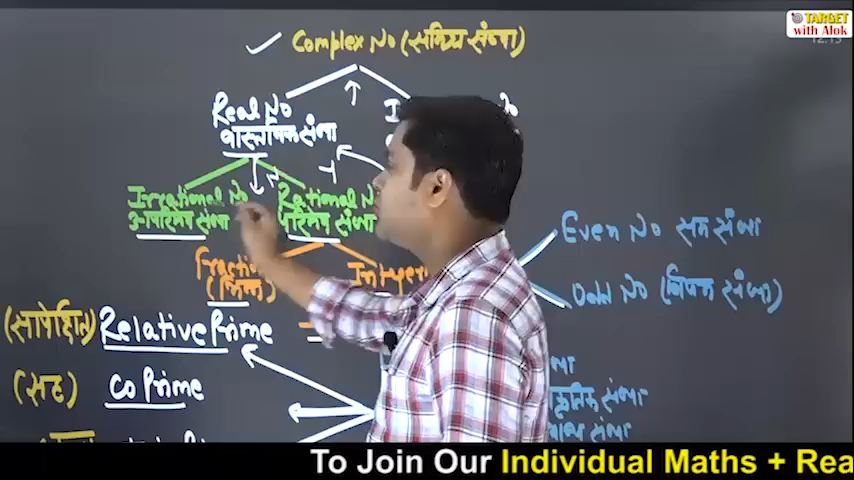 TARGET
with Alok
Complex No (सम्मिश्र संख्या)
Real No
वास्तविक संख्या
Irrational No
अपरिमेय संख्या
Rational N
परिमेय संख्या
Even No सम संख्या
Fractio
(भिन्न)
Integer
Odd No (विषम संख्या)
(सापेक्षिक) Relative Prime
(सह) Co Prime
संख्या
To Join Our Individual Maths + Rea